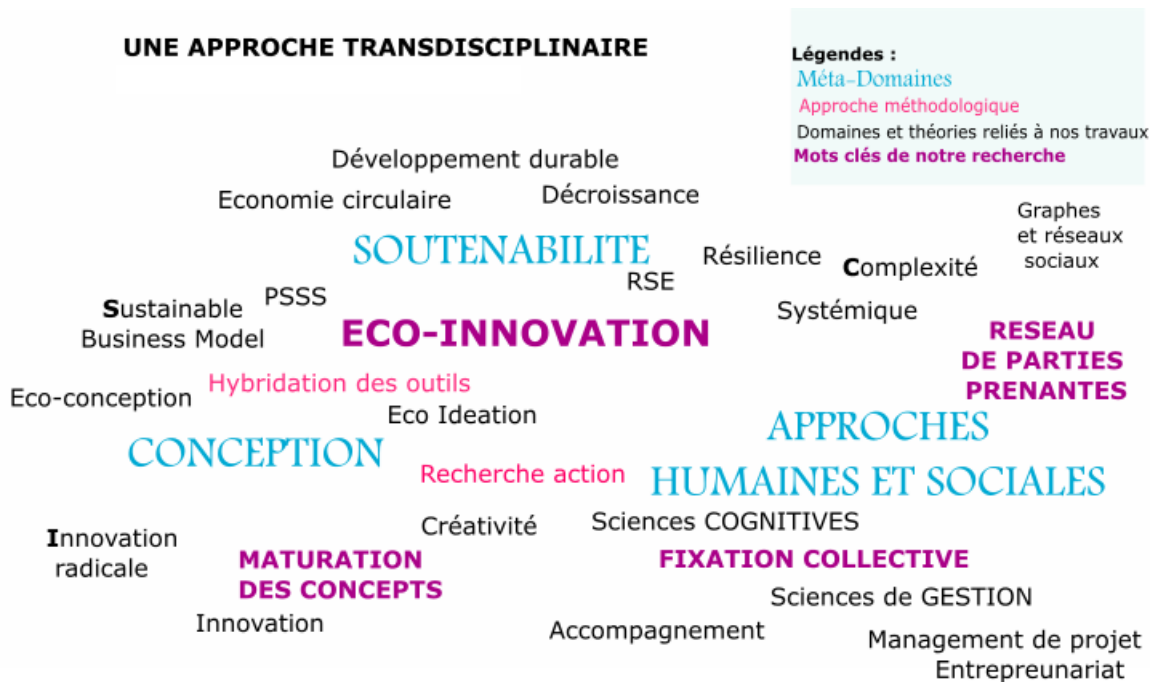 UNE APPROCHE TRANSDISCIPLINAIRE
Légendes :
Méta-Domaines
Approche méthodologique
Domaines et théories reliés à nos travaux
Mots clés de notre recherche
Développement durable
Economie circulaire
Décroissance
Graphes
et réseaux
sociaux
SOUTENABILITE
Résilience
Complexité
RSE
PSSS
Systémique
Sustainable
Business Model
ECO-INNOVATION
RESEAU
DE PARTIES
PRENANTES
Hybridation des outils
Eco-conception
Eco Ideation
CONCEPTION
APPROCHES
HUMAINES ET SOCIALES
Recherche action
Créativité
Sciences COGNITIVES
Innovation
radicale
MATURATION
DES CONCEPTS
FIXATION COLLECTIVE
Sciences de GESTION
Innovation
Accompagnement
Management de projet
Entrepreunariat